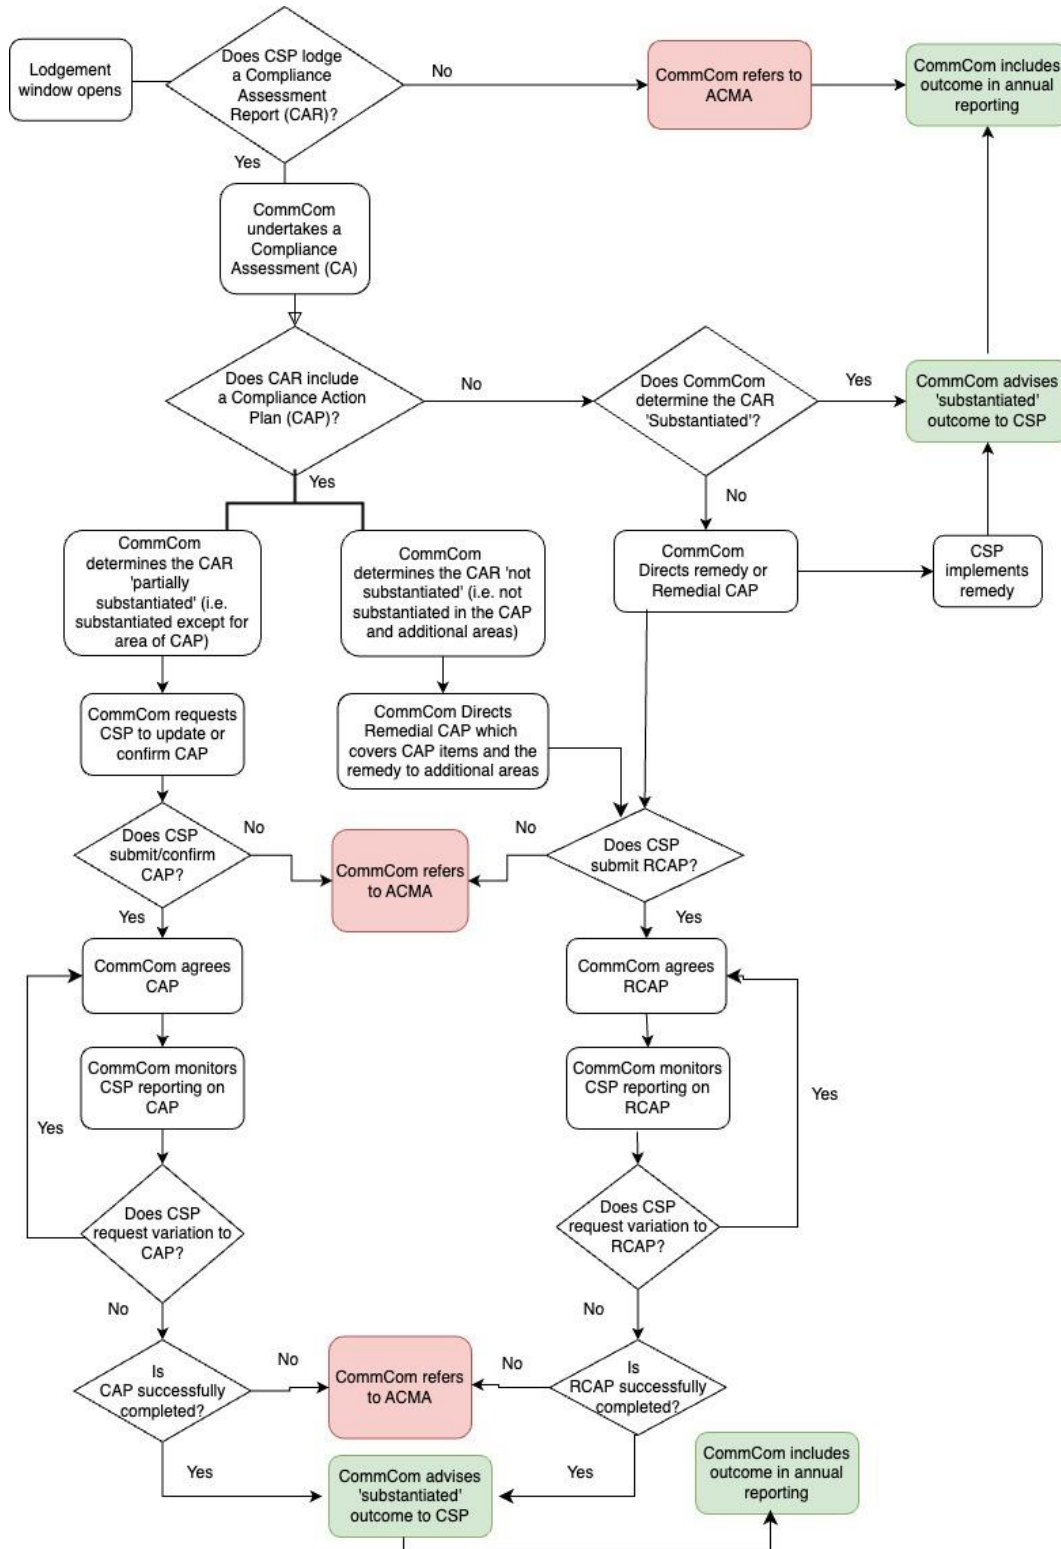 Lodgement
window opens
Does CSP lodge
a Compliance
Assessment
Report (CAR)?
No
CommCom refers to
ACMA
CommCom includes
outcome in annual
reporting
Yes
CommCom
undertakes a
Compliance
Assessment (CA)
Does CAR include
a Compliance Action
Plan (CAP)?
No
Does CommCom
determine the CAR
'Substantiated'?
Yes
CommCom advises
'substantiated'
outcome to CSP
Yes
No
CommCom
determines the CAR
'partially
substantiated' (i.e.
substantiated except for
area of CAP)
CommCom
determines the CAR 'not
substantiated' (i.e. not
substantiated in the CAP
and additional areas)
CommCom
Directs remedy or
Remedial CAP
CSP
implements
remedy
CommCom requests
CSP to update or
confirm CAP
CommCom Directs
Remedial CAP which
covers CAP items and the
remedy to additional areas
Does CSP
submit/confirm
CAP?
No
CommCom refers
to ACMA
No
Does CSP
submit RCAP?
Yes
Yes
CommCom agrees
CAP
CommCom agrees
RCAP
CommCom monitors
CSP reporting on
CAP
CommCom monitors
CSP reporting on
RCAP
Yes
Yes
Does CSP
request variation to
CAP?
Does CSP
request variation to
RCAP?
No
No
Is
CAP successfully
completed?
No
CommCom refers
to ACMA
No
Is
RCAP successfully
completed?
Yes
CommCom advises
'substantiated'
outcome to CSP
Yes
CommCom includes
outcome in annual
reporting